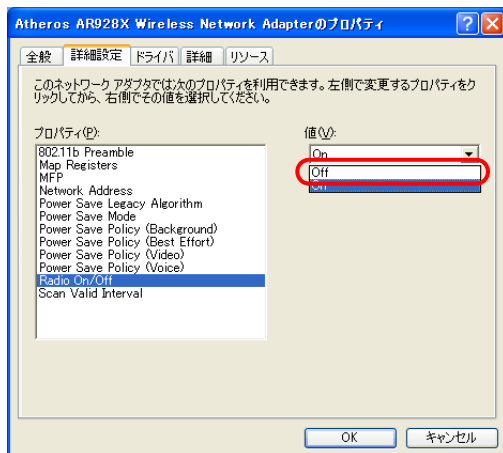 Atheros AR928X Wireless Network Adapterのプロパティ
全般 詳細設定 ドライバ 詳細 リソース
このネットワーク アダプタでは次のプロパティを利用できます。左側で変更するプロパティをク
リックしてから、右側でその値を選択してください。
プロパティ(P):
802.11b Preamble
Map Registers
MFP
Network Address
Power Save Legacy Algorithm
Power Save Mode
Power Save Policy (Background)
Power Save Policy (Best Effort)
Power Save Policy (Video)
Power Save Policy (Voice)
Radio On/Off
Scan Valid Interval
値(V):
On
Off
On
OK キャンセル